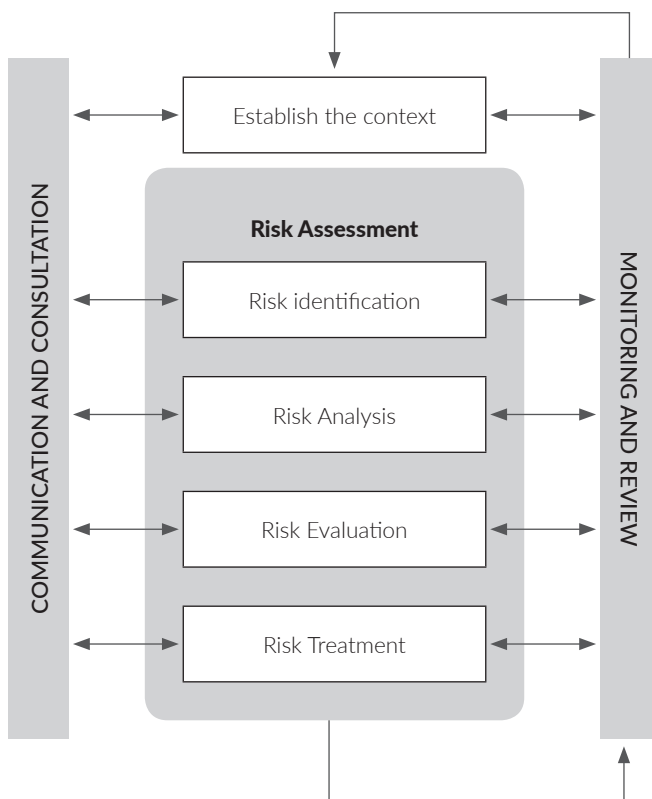 Establish the context
COMMUNICATION AND CONSULTATION
Risk Assessment
Risk identification
Risk Analysis
Risk Evaluation
Risk Treatment
MONITORING AND REVIEW